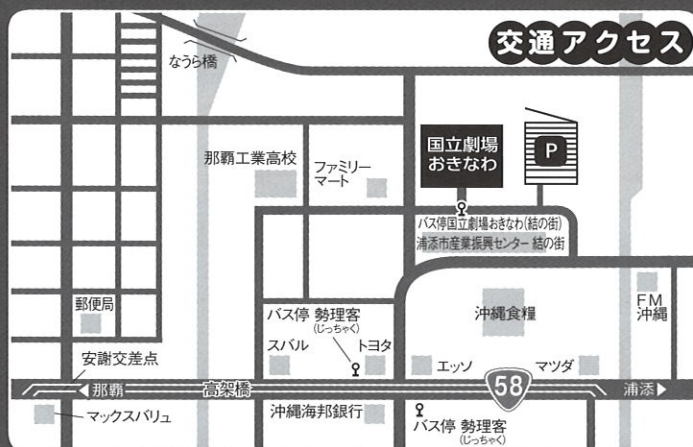 交通アクセス
なうら橋
国立劇場
おきなわ
P
那覇工業高校
ファミリー
マート
バス停国立劇場おきなわ(結の街)
浦添市産業振興センター 結の街
郵便局
バス停 勢理客
(じっちゃく)
沖縄食糧
FM
沖縄
スバル
トヨタ
エッソ
マツダ
安謝交差点
那覇
高架橋
58
浦添
マックスバリュ
沖縄海邦銀行
バス停 勢理客
(じっちゃく)